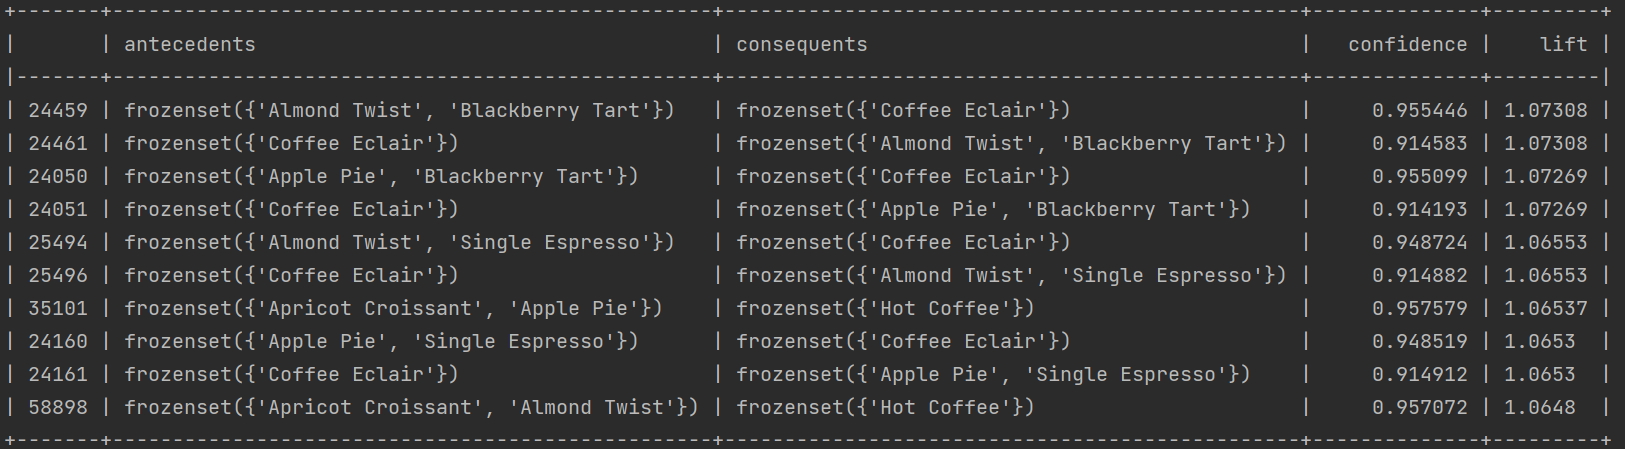 +-------+--------------------------------------------------+------------------------------------------------+--------------+---------+
|       | antecedents                                      | consequents                                    |   confidence |    lift |
|-------+--------------------------------------------------+------------------------------------------------+--------------+---------|
| 24459 | frozenset({'Almond Twist', 'Blackberry Tart'})   | frozenset({'Coffee Eclair'})                   |     0.955446 | 1.07308 |
| 24461 | frozenset({'Coffee Eclair'})                     | frozenset({'Almond Twist', 'Blackberry Tart'}) |     0.914583 | 1.07308 |
| 24050 | frozenset({'Apple Pie', 'Blackberry Tart'})      | frozenset({'Coffee Eclair'})                   |     0.955099 | 1.07269 |
| 24051 | frozenset({'Coffee Eclair'})                     | frozenset({'Apple Pie', 'Blackberry Tart'})    |     0.914193 | 1.07269 |
| 25494 | frozenset({'Almond Twist', 'Single Espresso'})   | frozenset({'Coffee Eclair'})                   |     0.948724 | 1.06553 |
| 25496 | frozenset({'Coffee Eclair'})                     | frozenset({'Almond Twist', 'Single Espresso'}) |     0.914882 | 1.06553 |
| 35101 | frozenset({'Apricot Croissant', 'Apple Pie'})    | frozenset({'Hot Coffee'})                      |     0.957579 | 1.06537 |
| 24160 | frozenset({'Apple Pie', 'Single Espresso'})      | frozenset({'Coffee Eclair'})                   |     0.948519 | 1.0653  |
| 24161 | frozenset({'Coffee Eclair'})                     | frozenset({'Apple Pie', 'Single Espresso'})    |     0.914912 | 1.0653  |
| 58898 | frozenset({'Apricot Croissant', 'Almond Twist'}) | frozenset({'Hot Coffee'})                      |     0.957072 | 1.0648  |
+-------+--------------------------------------------------+------------------------------------------------+--------------+---------+